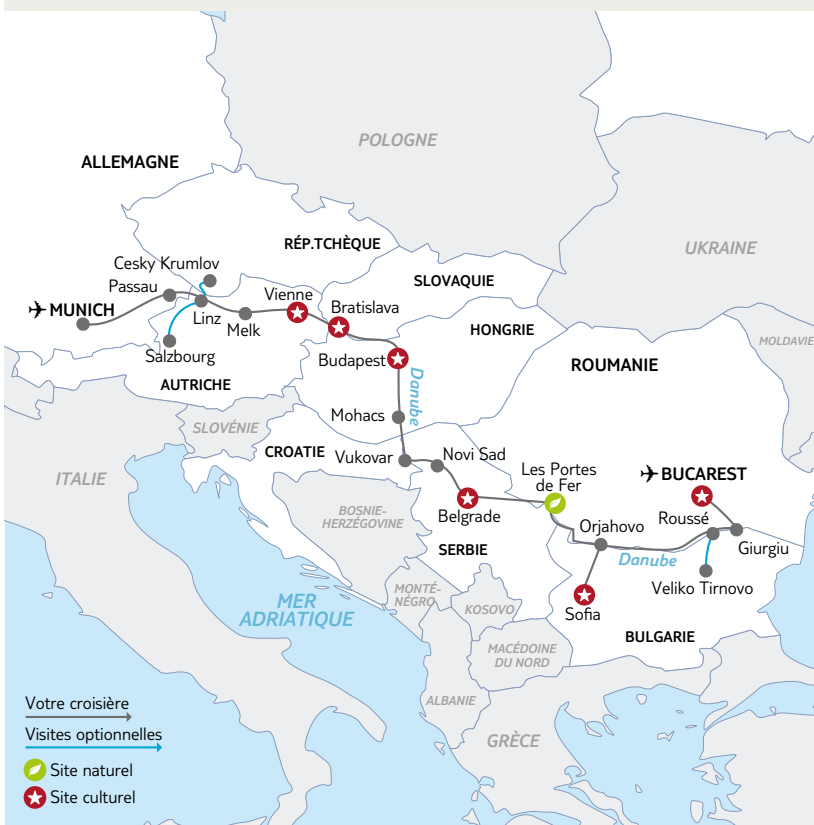 POLOGNE
ALLEMAGNE
UKRAINE
RÉP.TCHÈQUE
Cesky Krumlov
SLOVAQUIE
Passau
Vienne
MUNICH
Bratislava
Linz
Melk
HONGRIE
MOLDAVIE
Salzbourg
Budapest
ROUMANIE
AUTRICHE
Danube
Mohacs
SLOVÉNIE
CROATIE
Vukovar
Novi Sad
ITALIE
Les Portes
de Fer
BUCAREST
BOSNIE-
HERZÉGOVINE
Belgrade
Orjahovo
Roussé
Giurgiu
SERBIE
Danube
Veliko Tirnovo
MONTÉ-
NÉGRO
MER
ADRIATIQUE
KOSOVO
Sofia
BULGARIE
MACÉDOINE
DU NORD
ALBANIE
GRÈCE
Votre croisière
Visites optionnelles
Site naturel
Site culturel